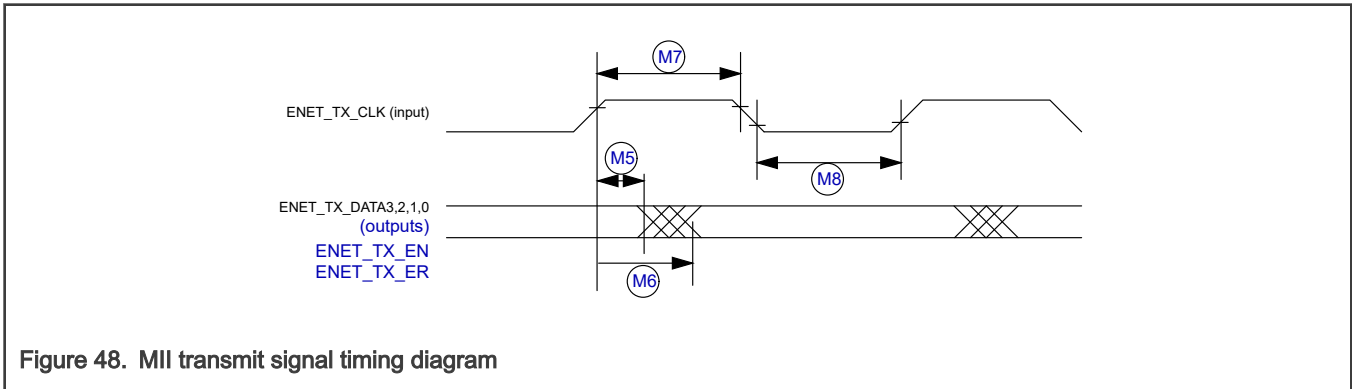 M7
ENET_TX_CLK (input)
M5
M8
ENET_TX_DATA3,2,1,0
(outputs)
ENET_TX_EN
ENET_TX_ER
M6
Figure 48. MII transmit signal timing diagram